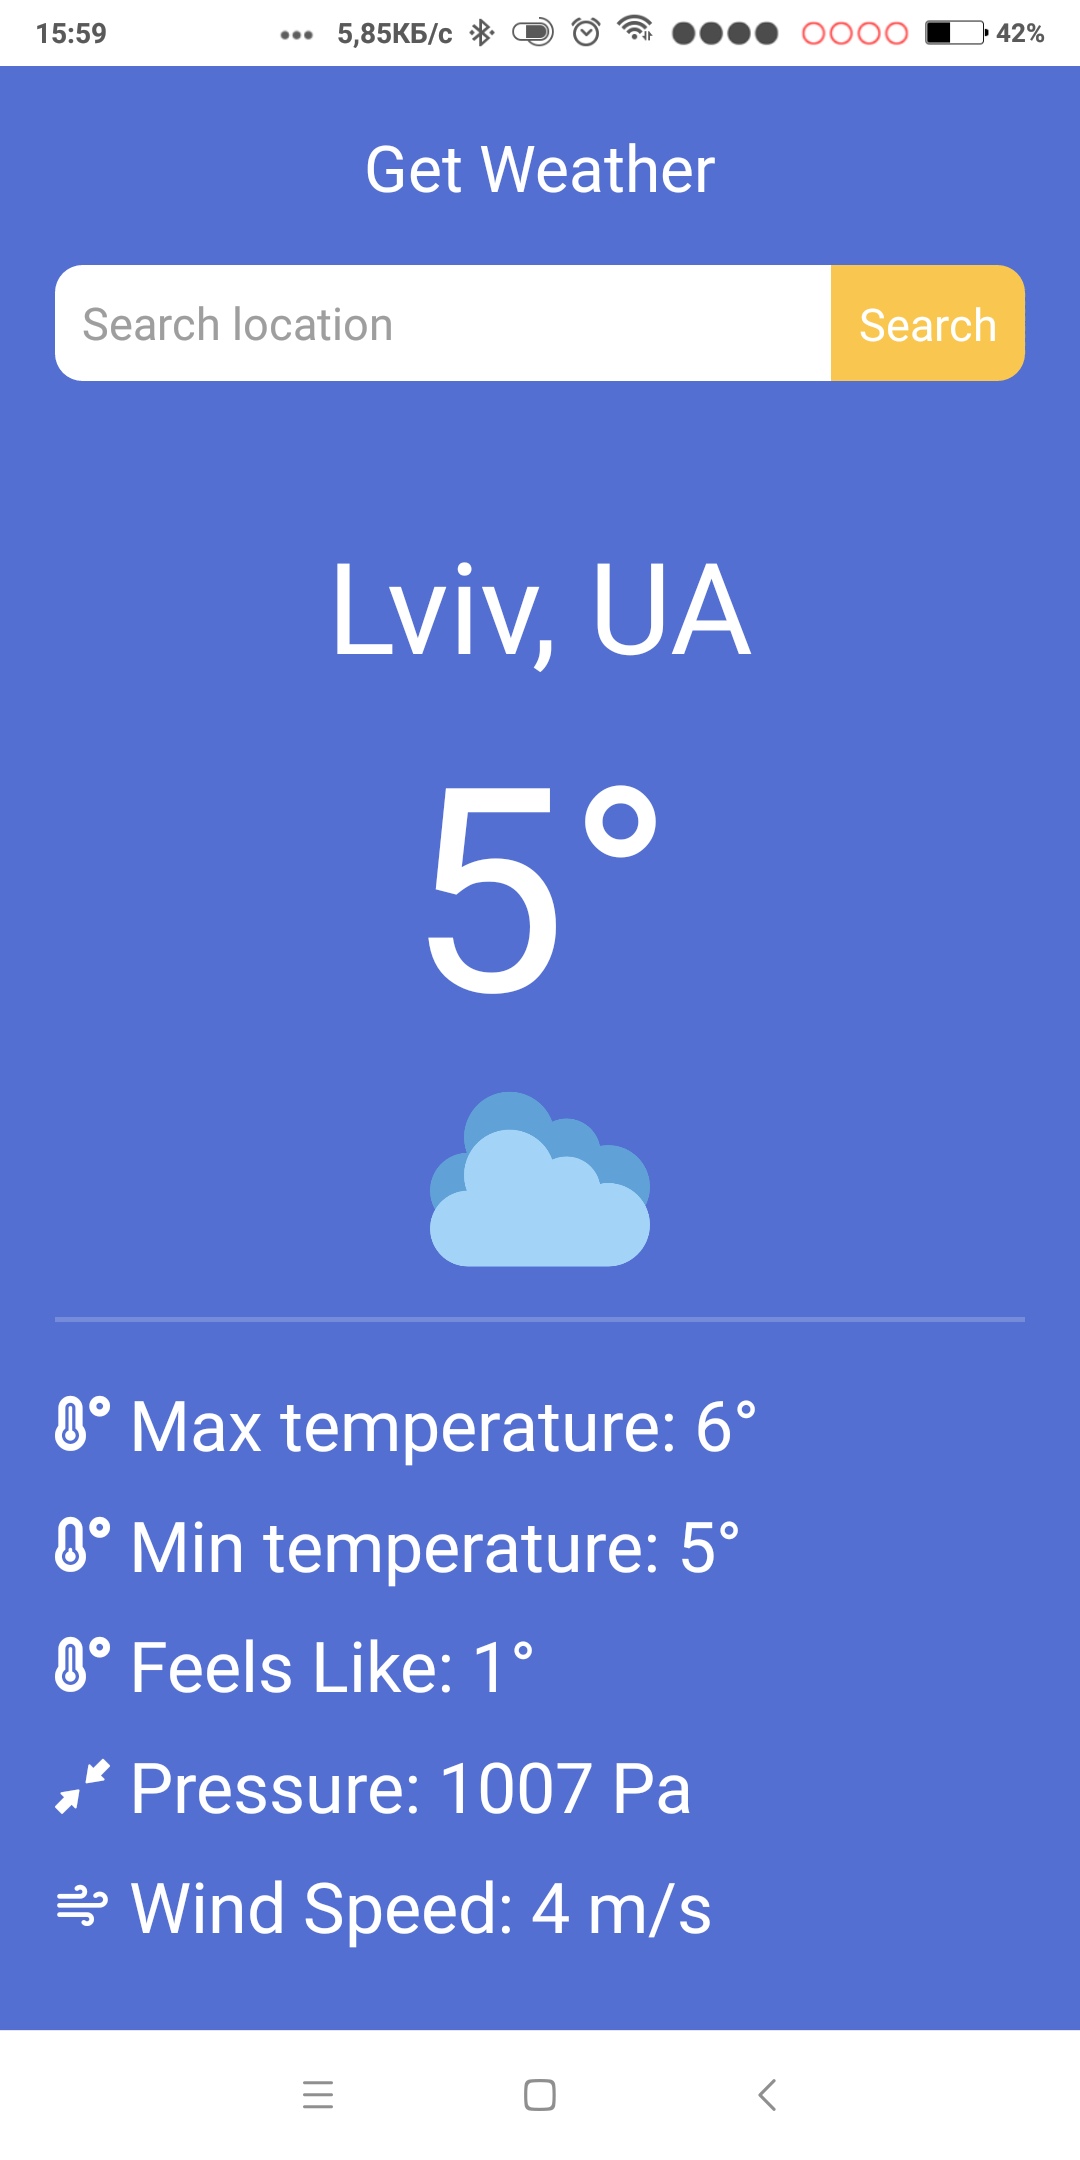 15:59 ... 5,85КБ/с 42%
Get Weather
Search location Search
Lviv, UA
5°
Max temperature: 6°
Min temperature: 5°
Feels Like: 1°
Pressure: 1007 Pa
Wind Speed: 4 m/s